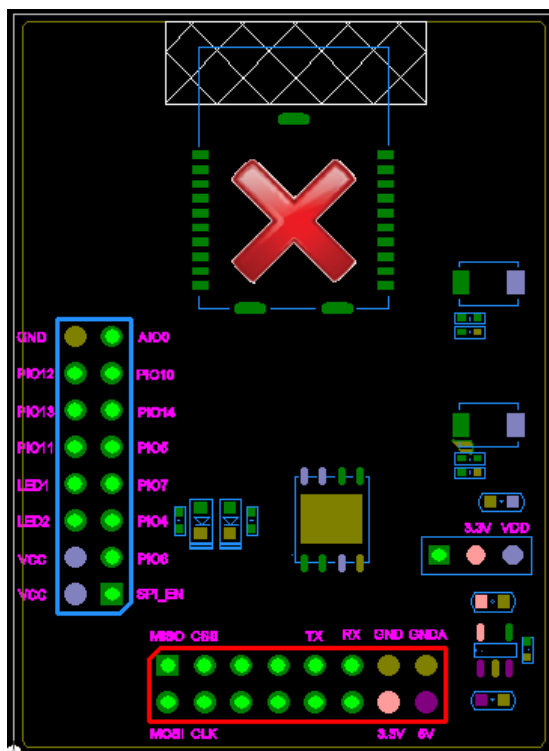 GND AIO0
PIO12 PIO10
PIO13 PIO14
PIO11 PIO5
LED1 PIO7
LED2 PIO4
VCC PIO6
VCC SPI_EN
3.3V VDD
MISO CSB TX RX GND GNDA
MOSI CLK 3.3V 5V